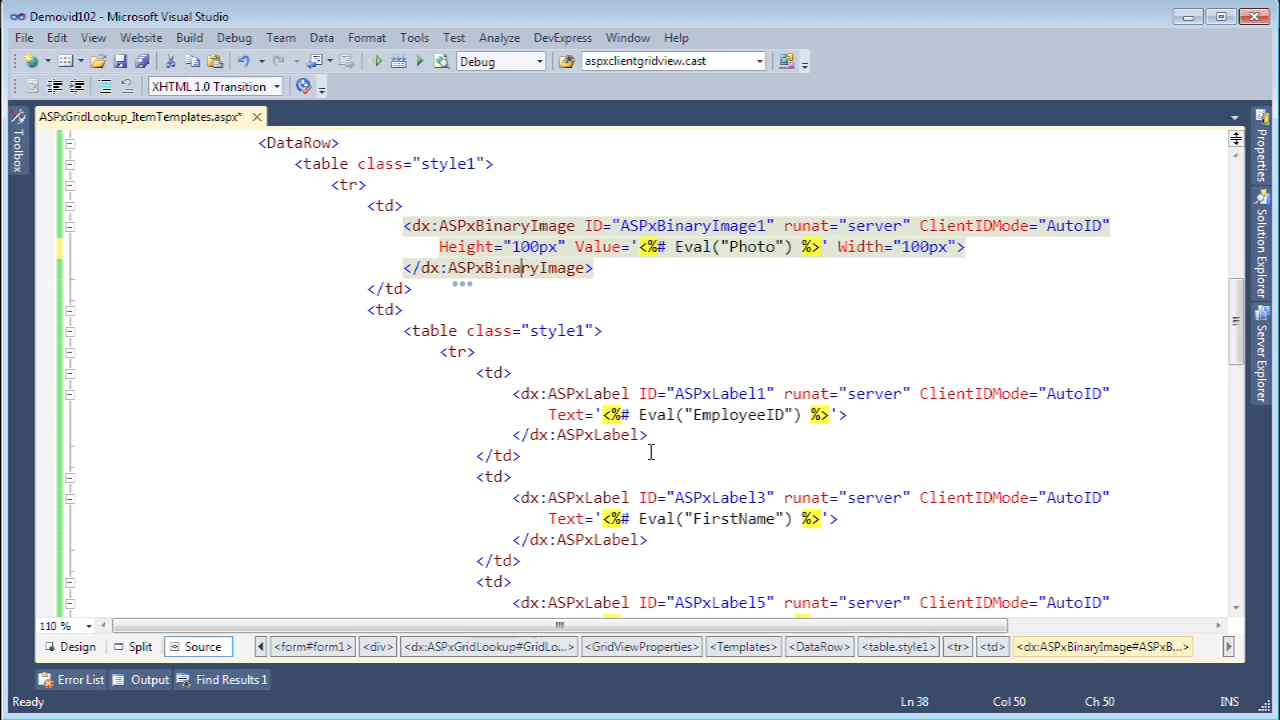 Demovid102 - Microsoft Visual Studio
File Edit View Website Build Debug Team Data Format Tools Test Analyze DevExpress Window Help
Debug aspxclientgridview.cast
XHTML 1.0 Transition
ASPxGridLookup_ItemTemplates.aspx*
Toolbox
Properties
Solution Explorer
Server Explorer
<DataRow>
<table class="style1">
<tr>
<td>
<dx:ASPxBinaryImage ID="ASPxBinaryImage1" runat="server" ClientIDMode="AutoID"
Height="100px" Value='<%# Eval("Photo") %>' Width="100px">
</dx:ASPxBinaryImage>
</td>
<td>
<table class="style1">
<tr>
<td>
<dx:ASPxLabel ID="ASPxLabel1" runat="server" ClientIDMode="AutoID"
Text='<%# Eval("EmployeeID") %>'>
</dx:ASPxLabel>
</td>
<td>
<dx:ASPxLabel ID="ASPxLabel3" runat="server" ClientIDMode="AutoID"
Text='<%# Eval("FirstName") %>'>
</dx:ASPxLabel>
</td>
<td>
<dx:ASPxLabel ID="ASPxLabel5" runat="server" ClientIDMode="AutoID"
110 %
Design Split Source <form#form1> <div> <dx:ASPxGridLookup#GridLo...> <GridViewProperties> <Templates> <DataRow> <table.style1> <tr> <td> <dx:ASPxBinaryImage#ASPxB...>
Error List Output Find Results 1
Ready Ln 38 Col 50 Ch 50 INS